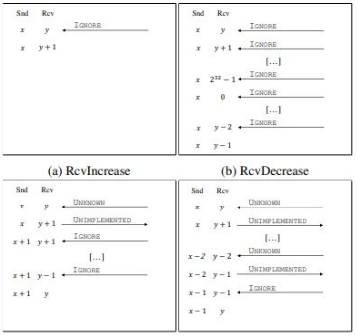 Snd Rcv
x y IGNORE
x y + 1
(a) RcvIncrease
Snd Rcv
x y IGNORE
x y + 1 IGNORE
[...]
x 2³² − 1 IGNORE
x 0 IGNORE
[...]
x y − 2 IGNORE
x y − 1
(b) RcvDecrease
Snd Rcv
y UNKNOWN
x y + 1 UNIMPLEMENTED
x + 1 y + 1 IGNORE
[...]
x + 1 y − 1 IGNORE
x + 1 y
Snd Rcv
x y UNKNOWN
x y + 1 UNIMPLEMENTED
[...]
x − 2 y − 2 UNKNOWN
x − 2 y − 1 UNIMPLEMENTED
x − 1 y − 1 IGNORE
x − 1 y